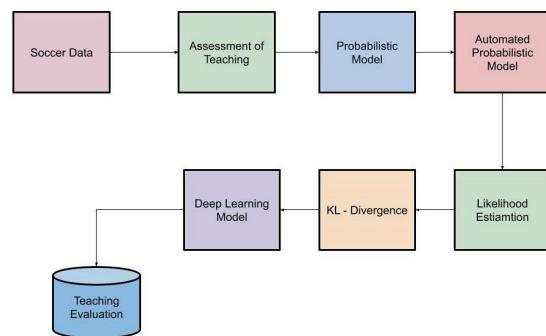 Soccer Data
Assessment of
Teaching
Probabilistic
Model
Automated
Probabilistic
Model
Likelihood
Estiamtion
KL - Divergence
Deep Learning
Model
Teaching
Evaluation